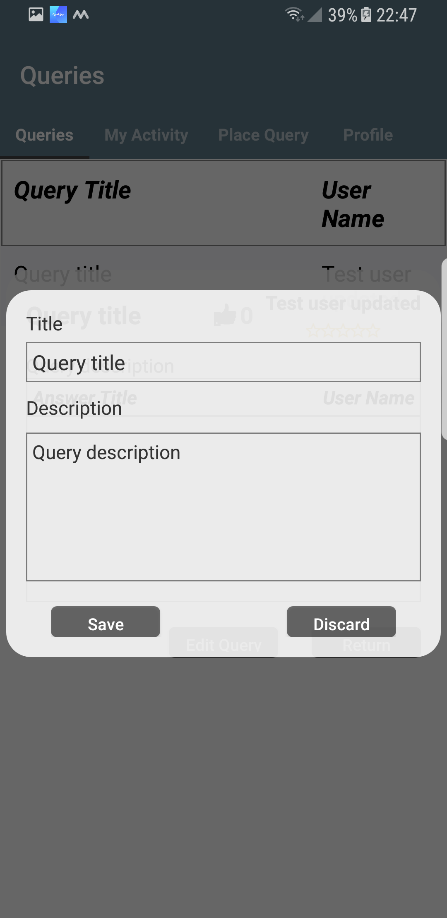 39% 22:47
Queries
Queries My Activity Place Query Profile
Query Title User Name
Query title Test user
Query title 0 Test user updated
Title
Query title
Query description
Answer Title User Name
Description
Query description
Save Discard
Edit Query Return